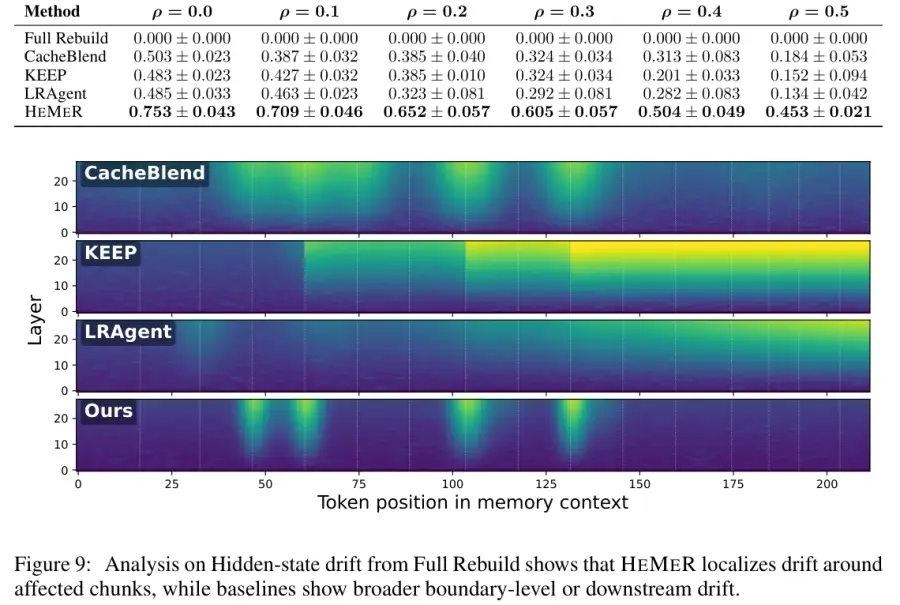 Method ρ = 0.0 ρ = 0.1 ρ = 0.2 ρ = 0.3 ρ = 0.4 ρ = 0.5
Full Rebuild 0.000 ± 0.000 0.000 ± 0.000 0.000 ± 0.000 0.000 ± 0.000 0.000 ± 0.000 0.000 ± 0.000
CacheBlend 0.503 ± 0.023 0.387 ± 0.032 0.385 ± 0.040 0.324 ± 0.034 0.313 ± 0.083 0.184 ± 0.053
KEEP 0.483 ± 0.023 0.427 ± 0.032 0.385 ± 0.010 0.324 ± 0.034 0.201 ± 0.033 0.152 ± 0.094
LRAgent 0.485 ± 0.033 0.463 ± 0.023 0.323 ± 0.081 0.292 ± 0.081 0.282 ± 0.083 0.134 ± 0.042
HEMER 0.753 ± 0.043 0.709 ± 0.046 0.652 ± 0.057 0.605 ± 0.057 0.504 ± 0.049 0.453 ± 0.021
CacheBlend
20
10
0
KEEP
20
10
0
LRAgent
20
10
0
Ours
20
10
0
Layer
0 25 50 75 100 125 150 175 200
Token position in memory context
Figure 9: Analysis on Hidden-state drift from Full Rebuild shows that HEMER localizes drift around
affected chunks, while baselines show broader boundary-level or downstream drift.